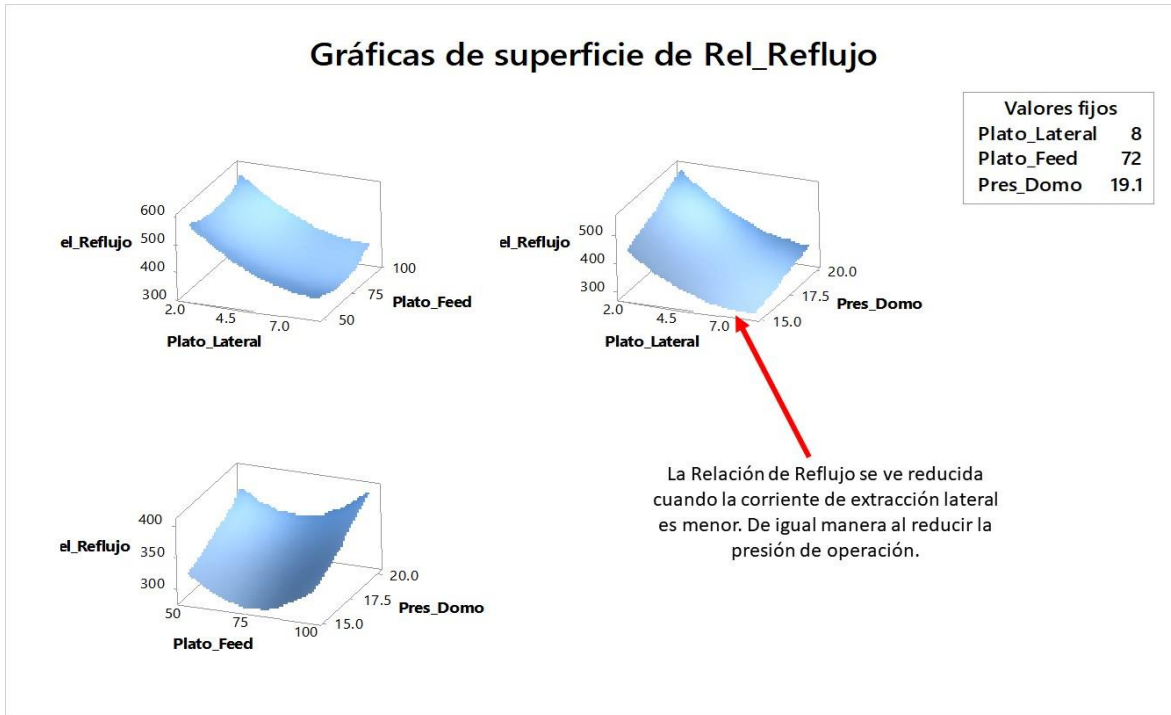 Gráficas de superficie de Rel_Reflujo
Valores fijos
Plato_Lateral 8
Plato_Feed 72
Pres_Domo 19.1
600
500
400
300
el_Reflujo
2.0
4.5
7.0
Plato_Lateral
50
75
100
Plato_Feed
500
400
300
el_Reflujo
2.0
4.5
7.0
Plato_Lateral
15.0
17.5
20.0
Pres_Domo
La Relación de Reflujo se ve reducida
cuando la corriente de extracción lateral
es menor. De igual manera al reducir la
presión de operación.
400
350
300
el_Reflujo
50
75
100
Plato_Feed
15.0
17.5
20.0
Pres_Domo